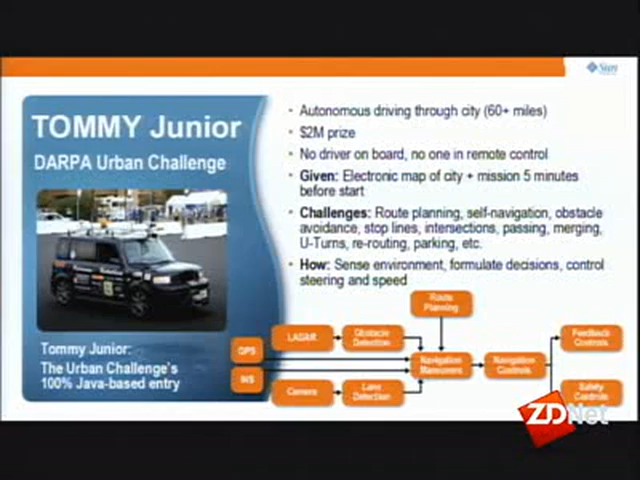 Sun
TOMMY Junior
DARPA Urban Challenge
Tommy Junior:
The Urban Challenge's
100% Java-based entry
• Autonomous driving through city (60+ miles)
• $2M prize
• No driver on board, no one in remote control
• Given: Electronic map of city + mission 5 minutes
before start
• Challenges: Route planning, self-navigation, obstacle
avoidance, stop lines, intersections, passing, merging,
U-Turns, re-routing, parking, etc.
• How: Sense environment, formulate decisions, control
steering and speed
Route
Planning
GPS
LADAR
Obstacle
Detection
Feedback
Controls
Navigation
Maneuvers
Navigation
Controls
INS
Camera
Lane
Detection
Safety
Controls
ZDNet